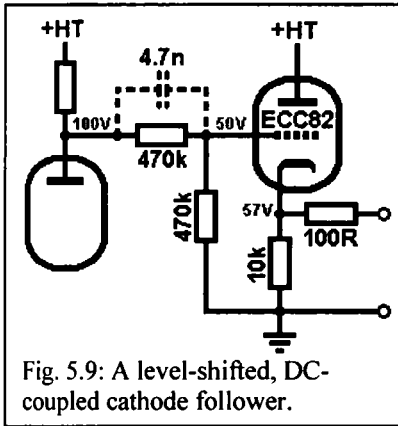 +HT
+HT
4.7n
100V
50V
ECC82
470k
470k
57V
100R
10k
Fig. 5.9: A level-shifted, DC-
coupled cathode follower.